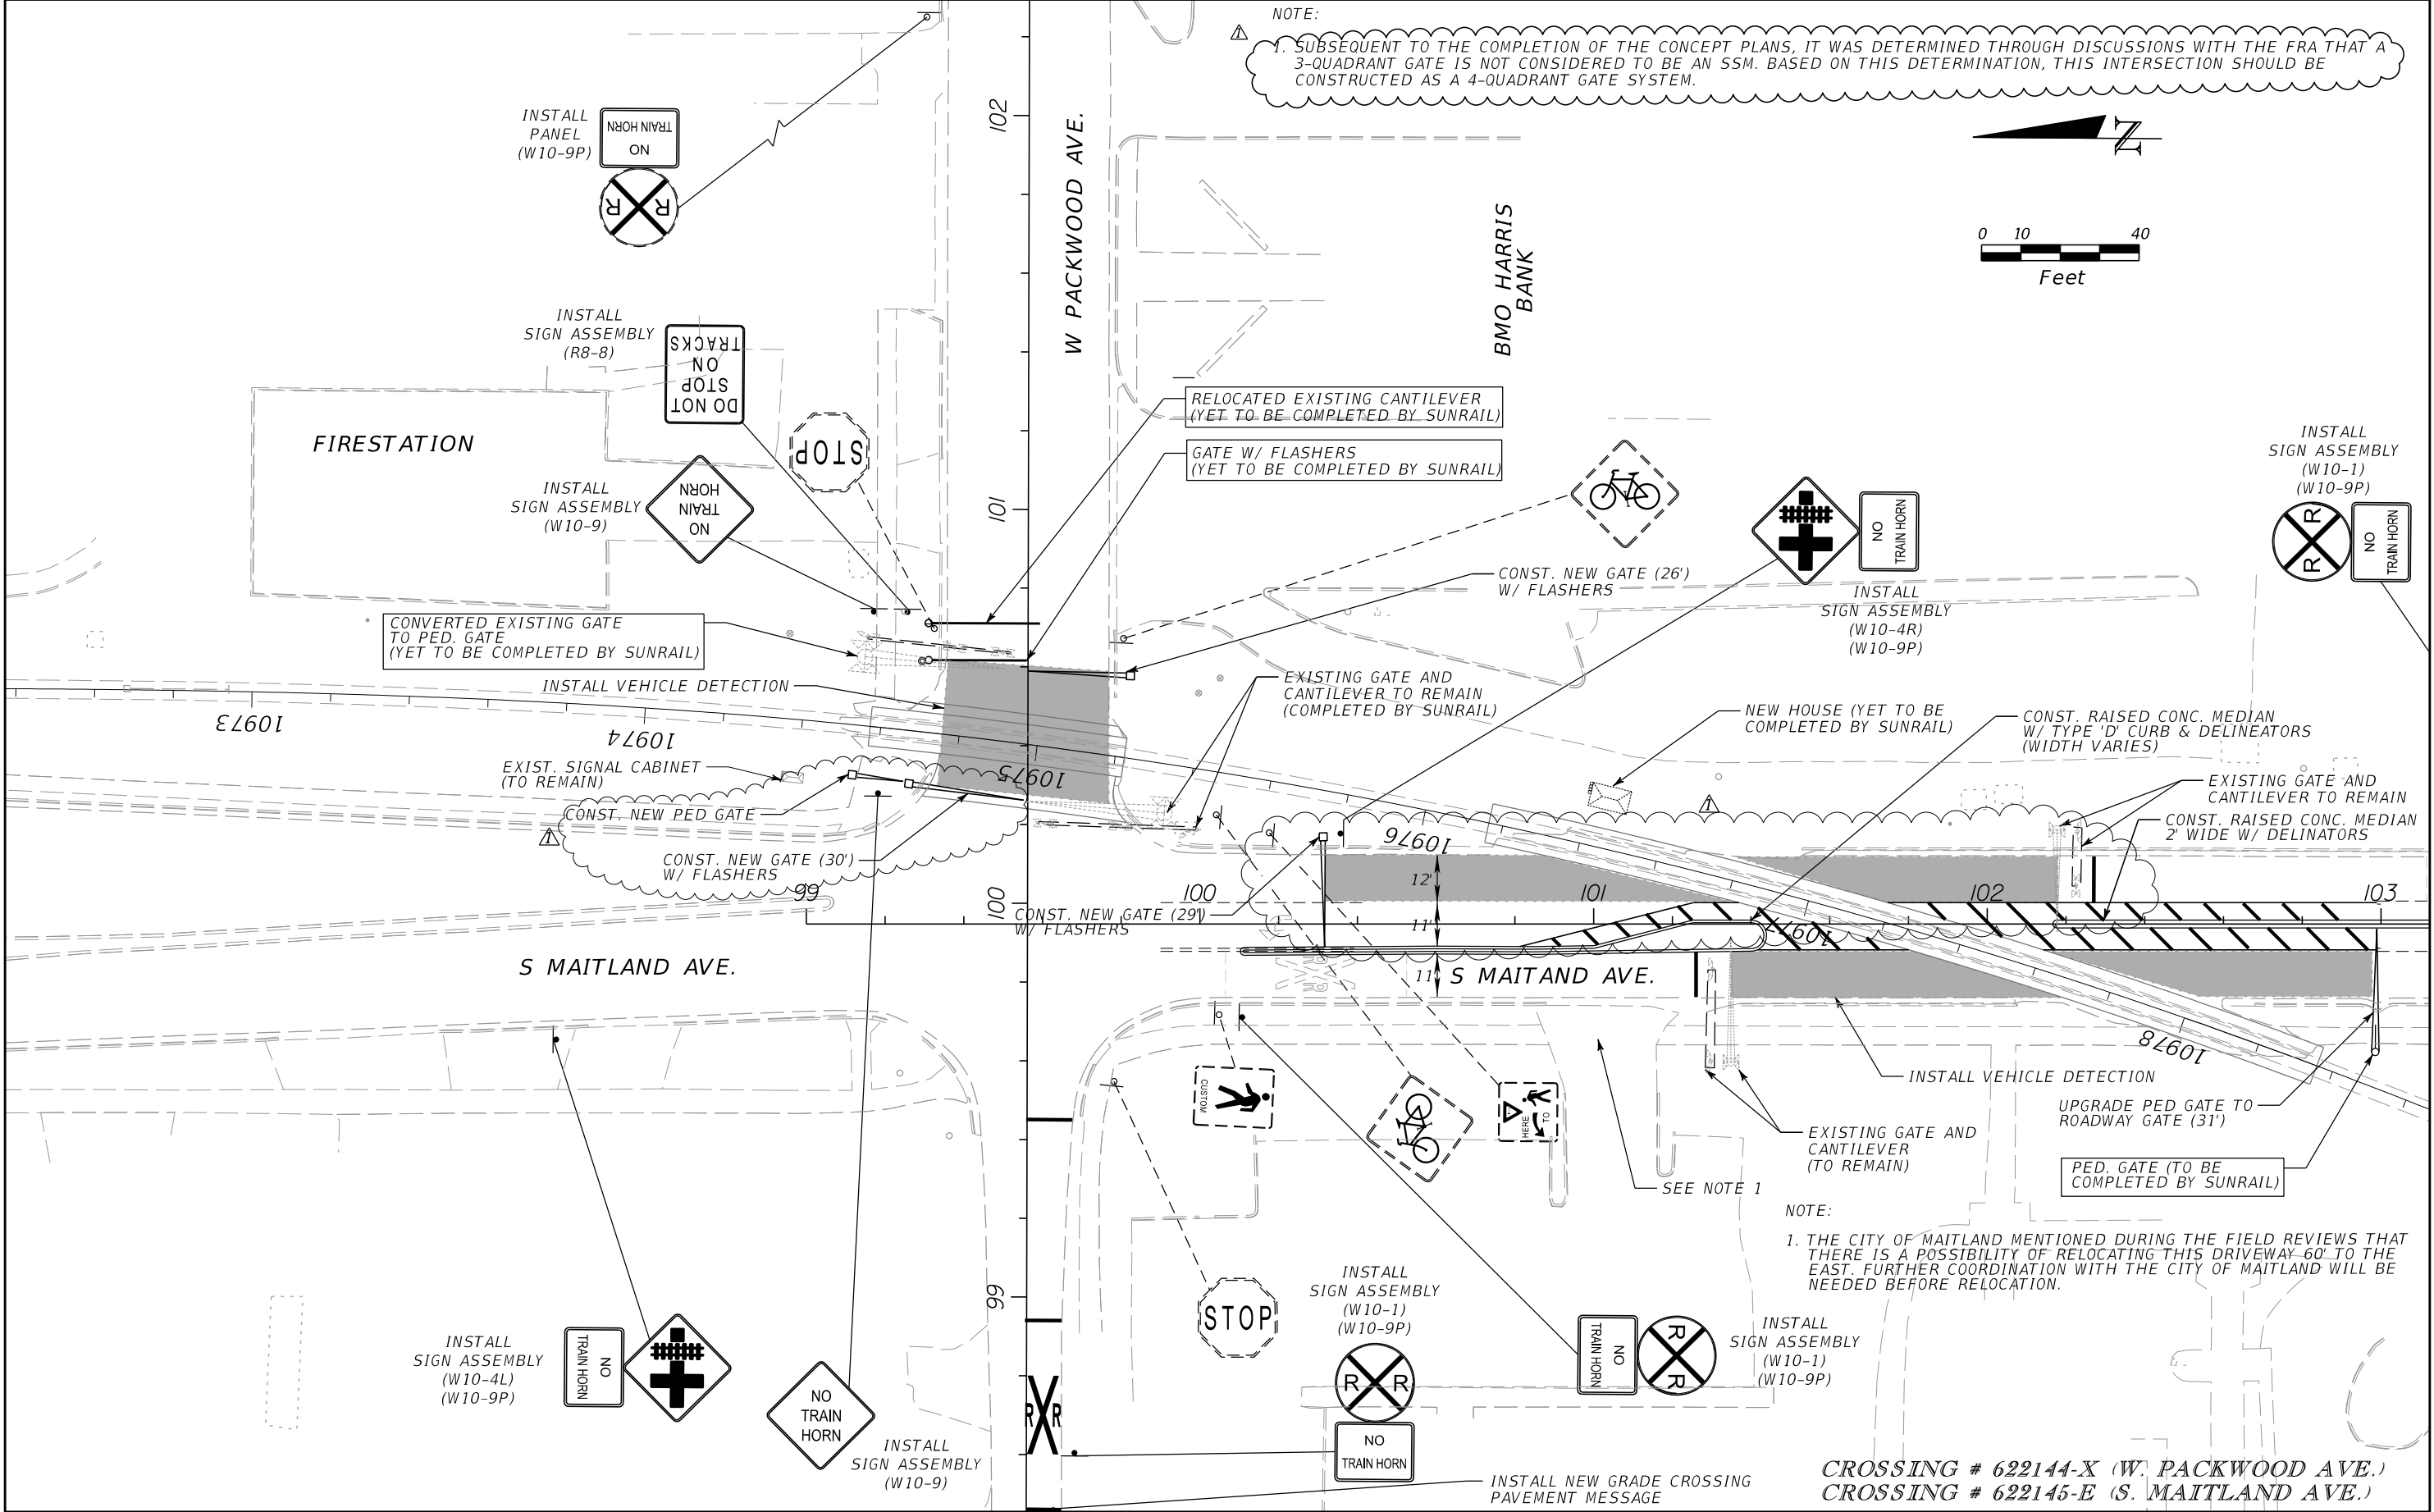 NOTE:
1. SUBSEQUENT TO THE COMPLETION OF THE CONCEPT PLANS, IT WAS DETERMINED THROUGH DISCUSSIONS WITH THE FRA THAT A
3-QUADRANT GATE IS NOT CONSIDERED TO BE AN SSM. BASED ON THIS DETERMINATION, THIS INTERSECTION SHOULD BE
CONSTRUCTED AS A 4-QUADRANT GATE SYSTEM.
1
N
0 10 40
Feet
INSTALL
PANEL
(W10-9P)
NO
TRAIN HORN
R R
102
W PACKWOOD AVE.
BMO HARRIS
BANK
INSTALL
SIGN ASSEMBLY
(R8-8)
DO NOT
STOP
ON
TRACKS
STOP
FIRESTATION
INSTALL
SIGN ASSEMBLY
(W10-9)
NO
TRAIN
HORN
101
RELOCATED EXISTING CANTILEVER
(YET TO BE COMPLETED BY SUNRAIL)
GATE W/ FLASHERS
(YET TO BE COMPLETED BY SUNRAIL)
CONST. NEW GATE (26')
W/ FLASHERS
NO
TRAIN HORN
INSTALL
SIGN ASSEMBLY
(W10-4R)
(W10-9P)
INSTALL
SIGN ASSEMBLY
(W10-1)
(W10-9P)
R R
NO
TRAIN HORN
CONVERTED EXISTING GATE
TO PED. GATE
(YET TO BE COMPLETED BY SUNRAIL)
INSTALL VEHICLE DETECTION
EXISTING GATE AND
CANTILEVER TO REMAIN
(COMPLETED BY SUNRAIL)
NEW HOUSE (YET TO BE
COMPLETED BY SUNRAIL)
CONST. RAISED CONC. MEDIAN
W/ TYPE 'D' CURB & DELINEATORS
(WIDTH VARIES)
10973
10974
10975
10976
10977
10978
EXIST. SIGNAL CABINET
(TO REMAIN)
CONST. NEW PED GATE
1
CONST. NEW GATE (30')
W/ FLASHERS
1
EXISTING GATE AND
CANTILEVER TO REMAIN
CONST. RAISED CONC. MEDIAN
2' WIDE W/ DELINATORS
99
100
100
101
102
103
12'
11'
11'
CONST. NEW GATE (29')
W/ FLASHERS
S MAITLAND AVE.
S MAITAND AVE.
R
CUSTOM
HERE
TO
INSTALL VEHICLE DETECTION
UPGRADE PED GATE TO
ROADWAY GATE (31')
EXISTING GATE AND
CANTILEVER
(TO REMAIN)
PED. GATE (TO BE
COMPLETED BY SUNRAIL)
SEE NOTE 1
NOTE:
1. THE CITY OF MAITLAND MENTIONED DURING THE FIELD REVIEWS THAT
THERE IS A POSSIBILITY OF RELOCATING THIS DRIVEWAY 60' TO THE
EAST. FURTHER COORDINATION WITH THE CITY OF MAITLAND WILL BE
NEEDED BEFORE RELOCATION.
99
STOP
INSTALL
SIGN ASSEMBLY
(W10-1)
(W10-9P)
R R
NO
TRAIN HORN
NO
TRAIN HORN
R R
INSTALL
SIGN ASSEMBLY
(W10-1)
(W10-9P)
INSTALL
SIGN ASSEMBLY
(W10-4L)
(W10-9P)
NO
TRAIN HORN
NO
TRAIN
HORN
INSTALL
SIGN ASSEMBLY
(W10-9)
R R
INSTALL NEW GRADE CROSSING
PAVEMENT MESSAGE
CROSSING # 622144-X (W. PACKWOOD AVE.)
CROSSING # 622145-E (S. MAITLAND AVE.)